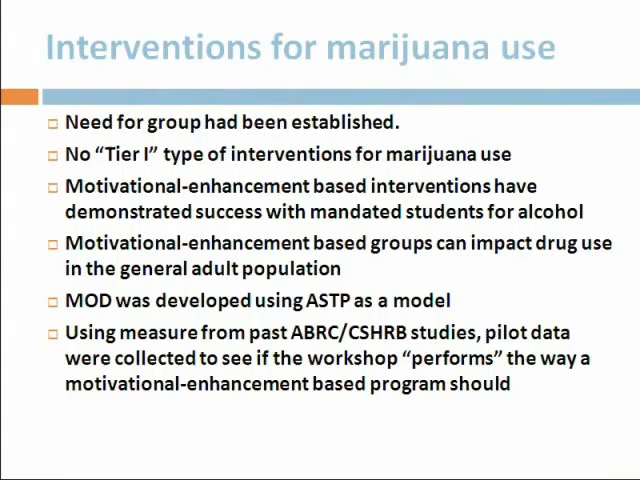 Interventions for marijuana use
Need for group had been established.
No “Tier I” type of interventions for marijuana use
Motivational-enhancement based interventions have
demonstrated success with mandated students for alcohol
Motivational-enhancement based groups can impact drug use
in the general adult population
MOD was developed using ASTP as a model
Using measure from past ABRC/CSHRB studies, pilot data
were collected to see if the workshop “performs” the way a
motivational-enhancement based program should